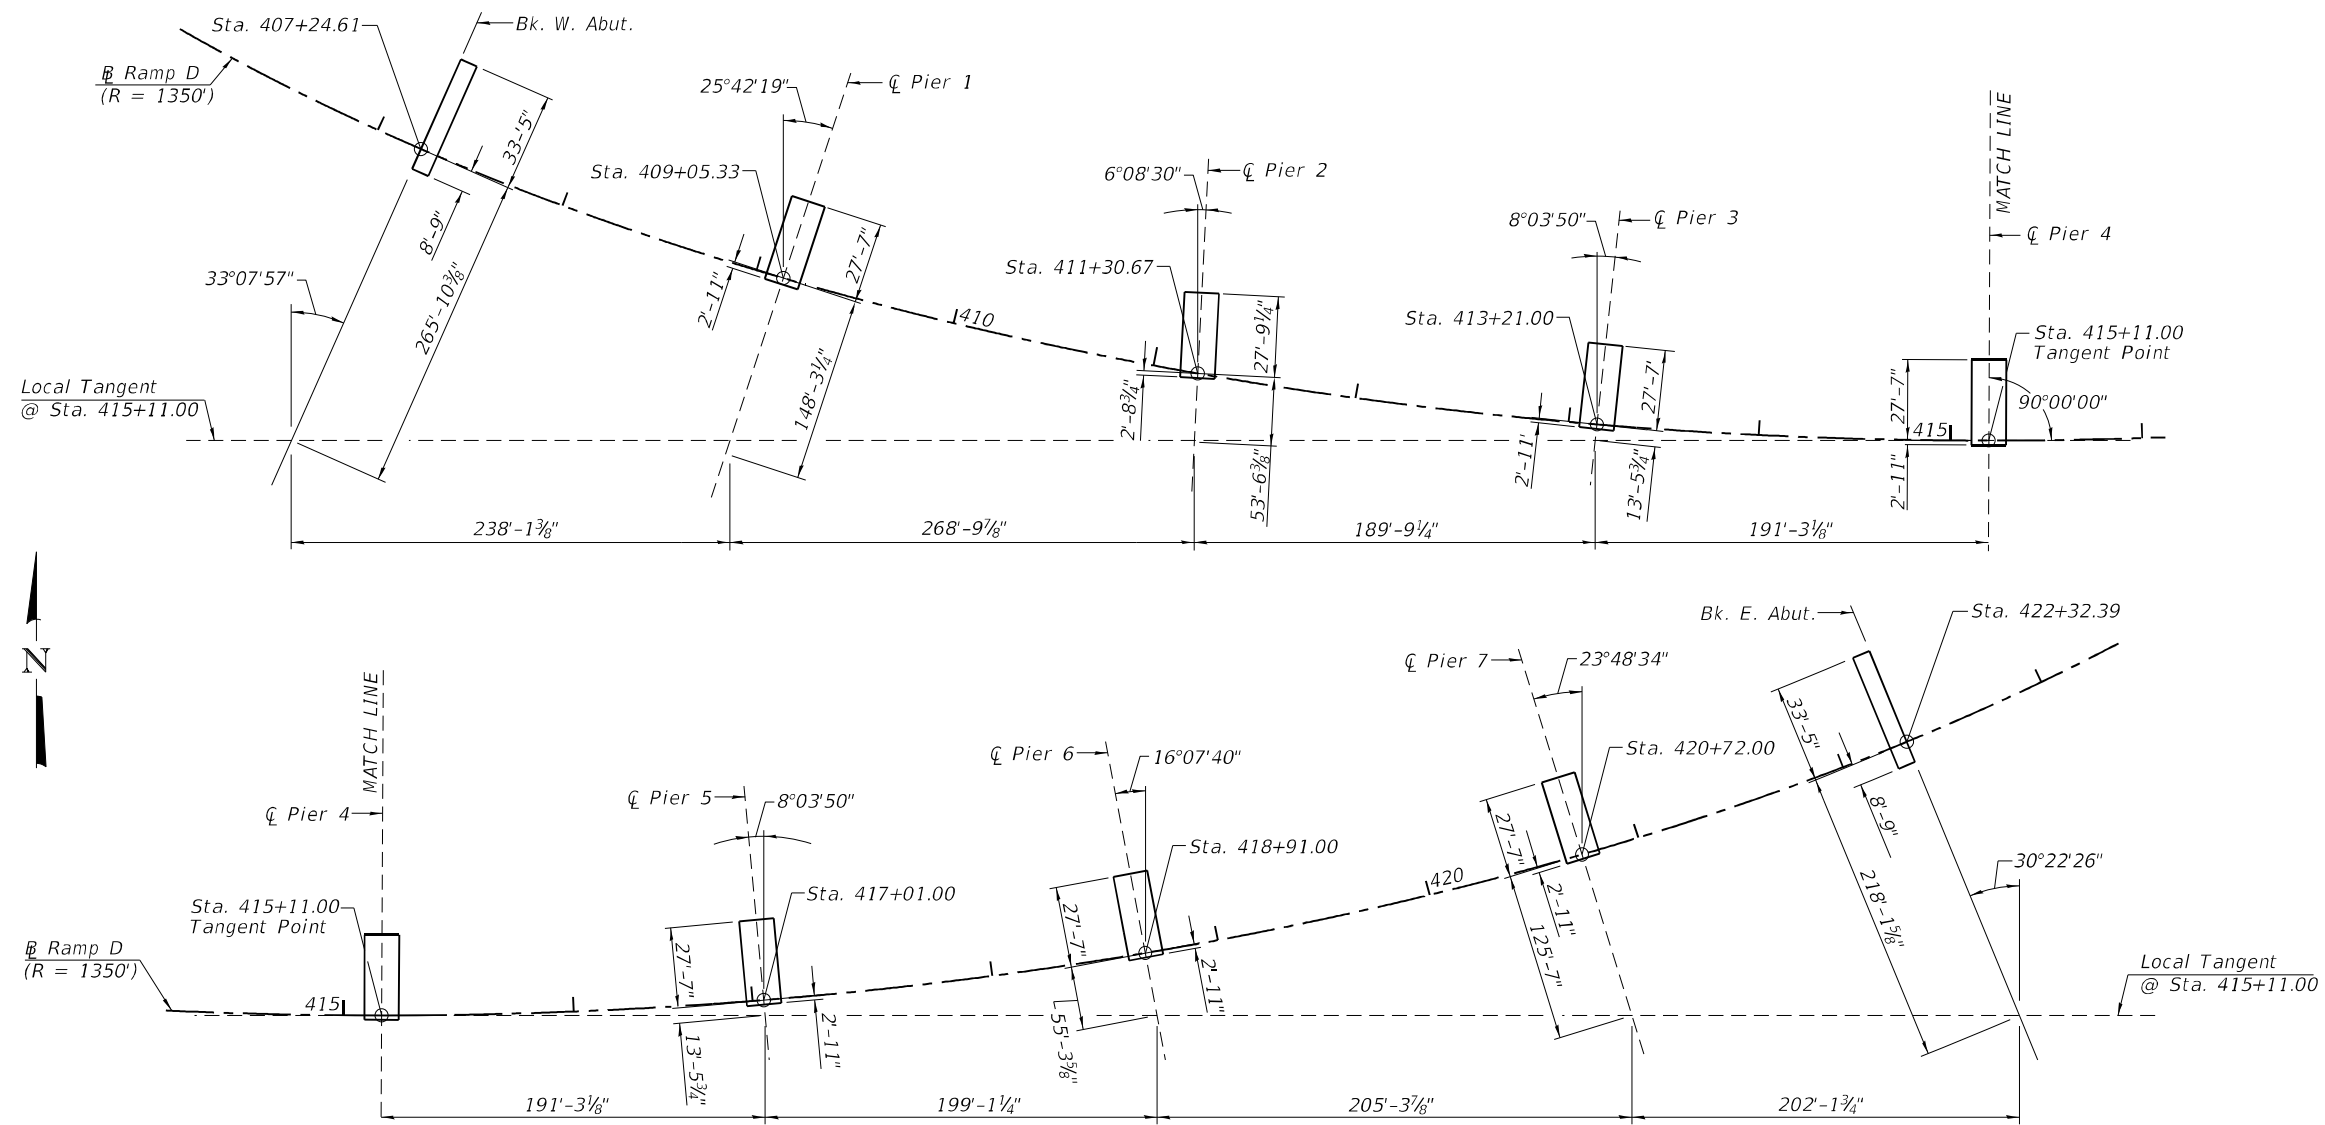 Sta. 407+24.61
Bk. W. Abut.
℄ Pier 1
25°42'19"
B͟L Ramp D
(R = 1350')
33-'5"
Sta. 409+05.33
6°08'30"
℄ Pier 2
MATCH LINE
8'-9"
8°03'50"
℄ Pier 3
℄ Pier 4
27'-7"
33°07'57"
265'-10⅜"
2'-11"
Sta. 411+30.67
410
148'-3¼"
27'-9¼"
Sta. 413+21.00
Sta. 415+11.00
Tangent Point
Local Tangent
@ Sta. 415+11.00
2'-8¾"
27'-7"
27'-7"
90°00'00"
415
53'-6⅜"
2'-11'
13'-5¾"
2'-11"
238'-1⅜"
268'-9⅞"
189'-9¼"
191'-3⅛"
N
Bk. E. Abut.
Sta. 422+32.39
MATCH LINE
℄ Pier 7
23°48'34"
℄ Pier 6
16°07'40"
33'-5"
Sta. 420+72.00
℄ Pier 5
8°03'50"
℄ Pier 4
27'-7"
8'-9"
Sta. 418+91.00
30°22'26"
420
Sta. 415+11.00
Tangent Point
Sta. 417+01.00
27'-7"
2'-11"
218'-1⅝"
B͟L Ramp D
(R = 1350')
27'-7"
125'-7"
Local Tangent
@ Sta. 415+11.00
415
2'-11"
2'-11"
13'-5¾"
55'-3⅝"
191'-3⅛"
199'-1¼"
205'-3⅞"
202'-1¾"